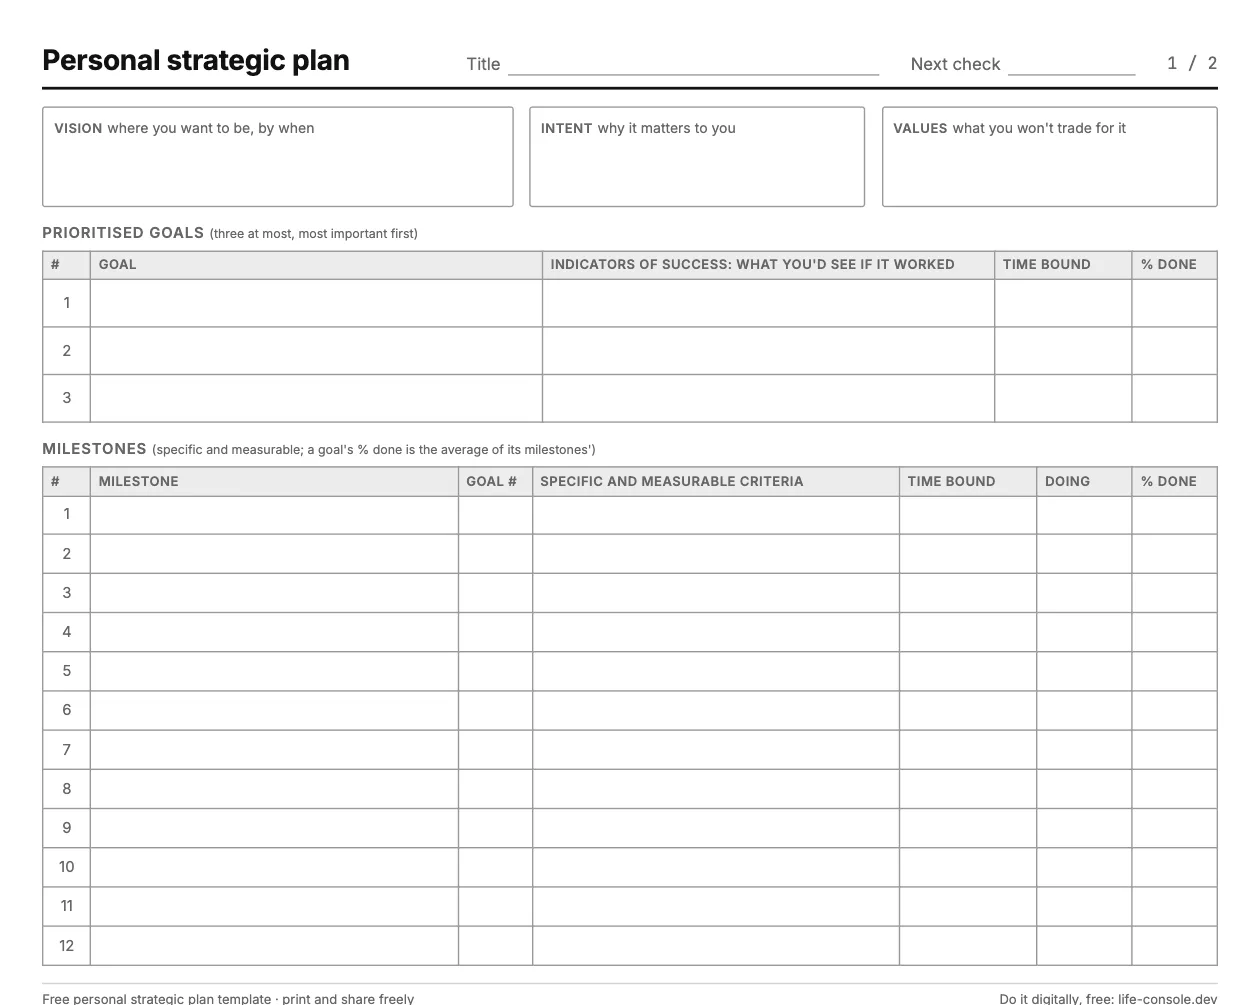 Personal strategic plan Title Next check 1 / 2
VISION where you want to be, by when
INTENT why it matters to you
VALUES what you won't trade for it
PRIORITISED GOALS (three at most, most important first)
# GOAL INDICATORS OF SUCCESS: WHAT YOU'D SEE IF IT WORKED TIME BOUND % DONE
1
2
3
MILESTONES (specific and measurable; a goal's % done is the average of its milestones')
# MILESTONE GOAL # SPECIFIC AND MEASURABLE CRITERIA TIME BOUND DOING % DONE
1
2
3
4
5
6
7
8
9
10
11
12
Free personal strategic plan template · print and share freely
Do it digitally, free: life-console.dev